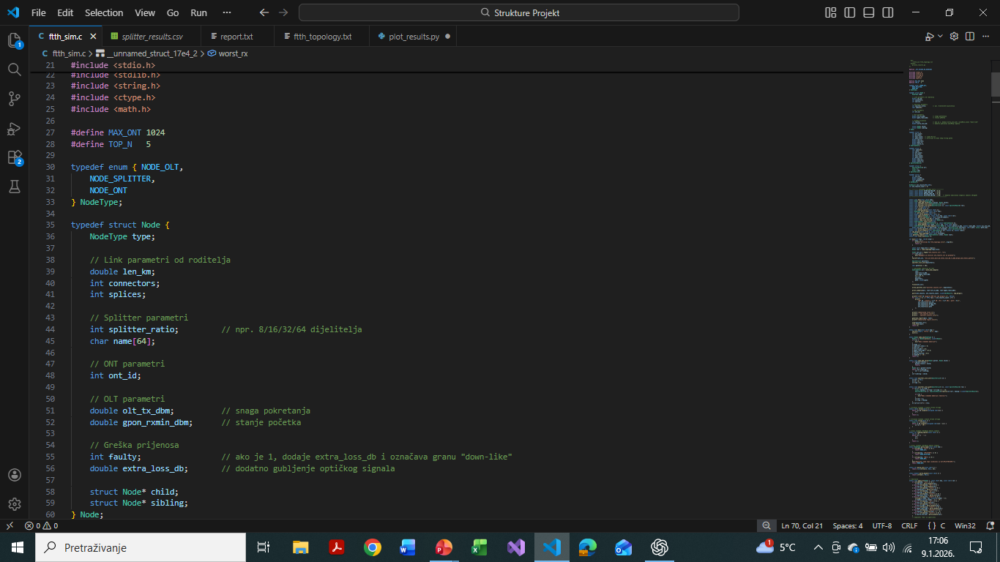 File Edit Selection View Go Run ··· Strukture Projekt
ftth_sim.c splitter_results.csv report.txt ftth_topology.txt plot_results.py
ftth_sim.c > __unnamed_struct_17e4_2 > worst_rx
21 #include <stdio.h>
22 #include <stdlib.h>
23 #include <string.h>
24 #include <ctype.h>
25 #include <math.h>
26
27 #define MAX_ONT 1024
28 #define TOP_N   5
29
30 typedef enum { NODE_OLT,
31     NODE_SPLITTER,
32     NODE_ONT
33 } NodeType;
34
35 typedef struct Node {
36     NodeType type;
37
38     // Link parametri od roditelja
39     double len_km;
40     int connectors;
41     int splices;
42
43     // Splitter parametri
44     int splitter_ratio;         // npr. 8/16/32/64 dijelitelja
45     char name[64];
46
47     // ONT parametri
48     int ont_id;
49
50     // OLT parametri
51     double olt_tx_dbm;          // snaga pokretanja
52     double gpon_rxmin_dbm;      // stanje početka
53
54     // Greška prijenosa
55     int faulty;                 // ako je 1, dodaje extra_loss_db i označava granu "down-like"
56     double extra_loss_db;       // dodatno gubljenje optičkog signala
57
58     struct Node* child;
59     struct Node* sibling;
60 } Node;
0 0 Ln 70, Col 21 Spaces: 4 UTF-8 CRLF { } C Win32
Pretraživanje 5°C 17:06
9.1.2026.